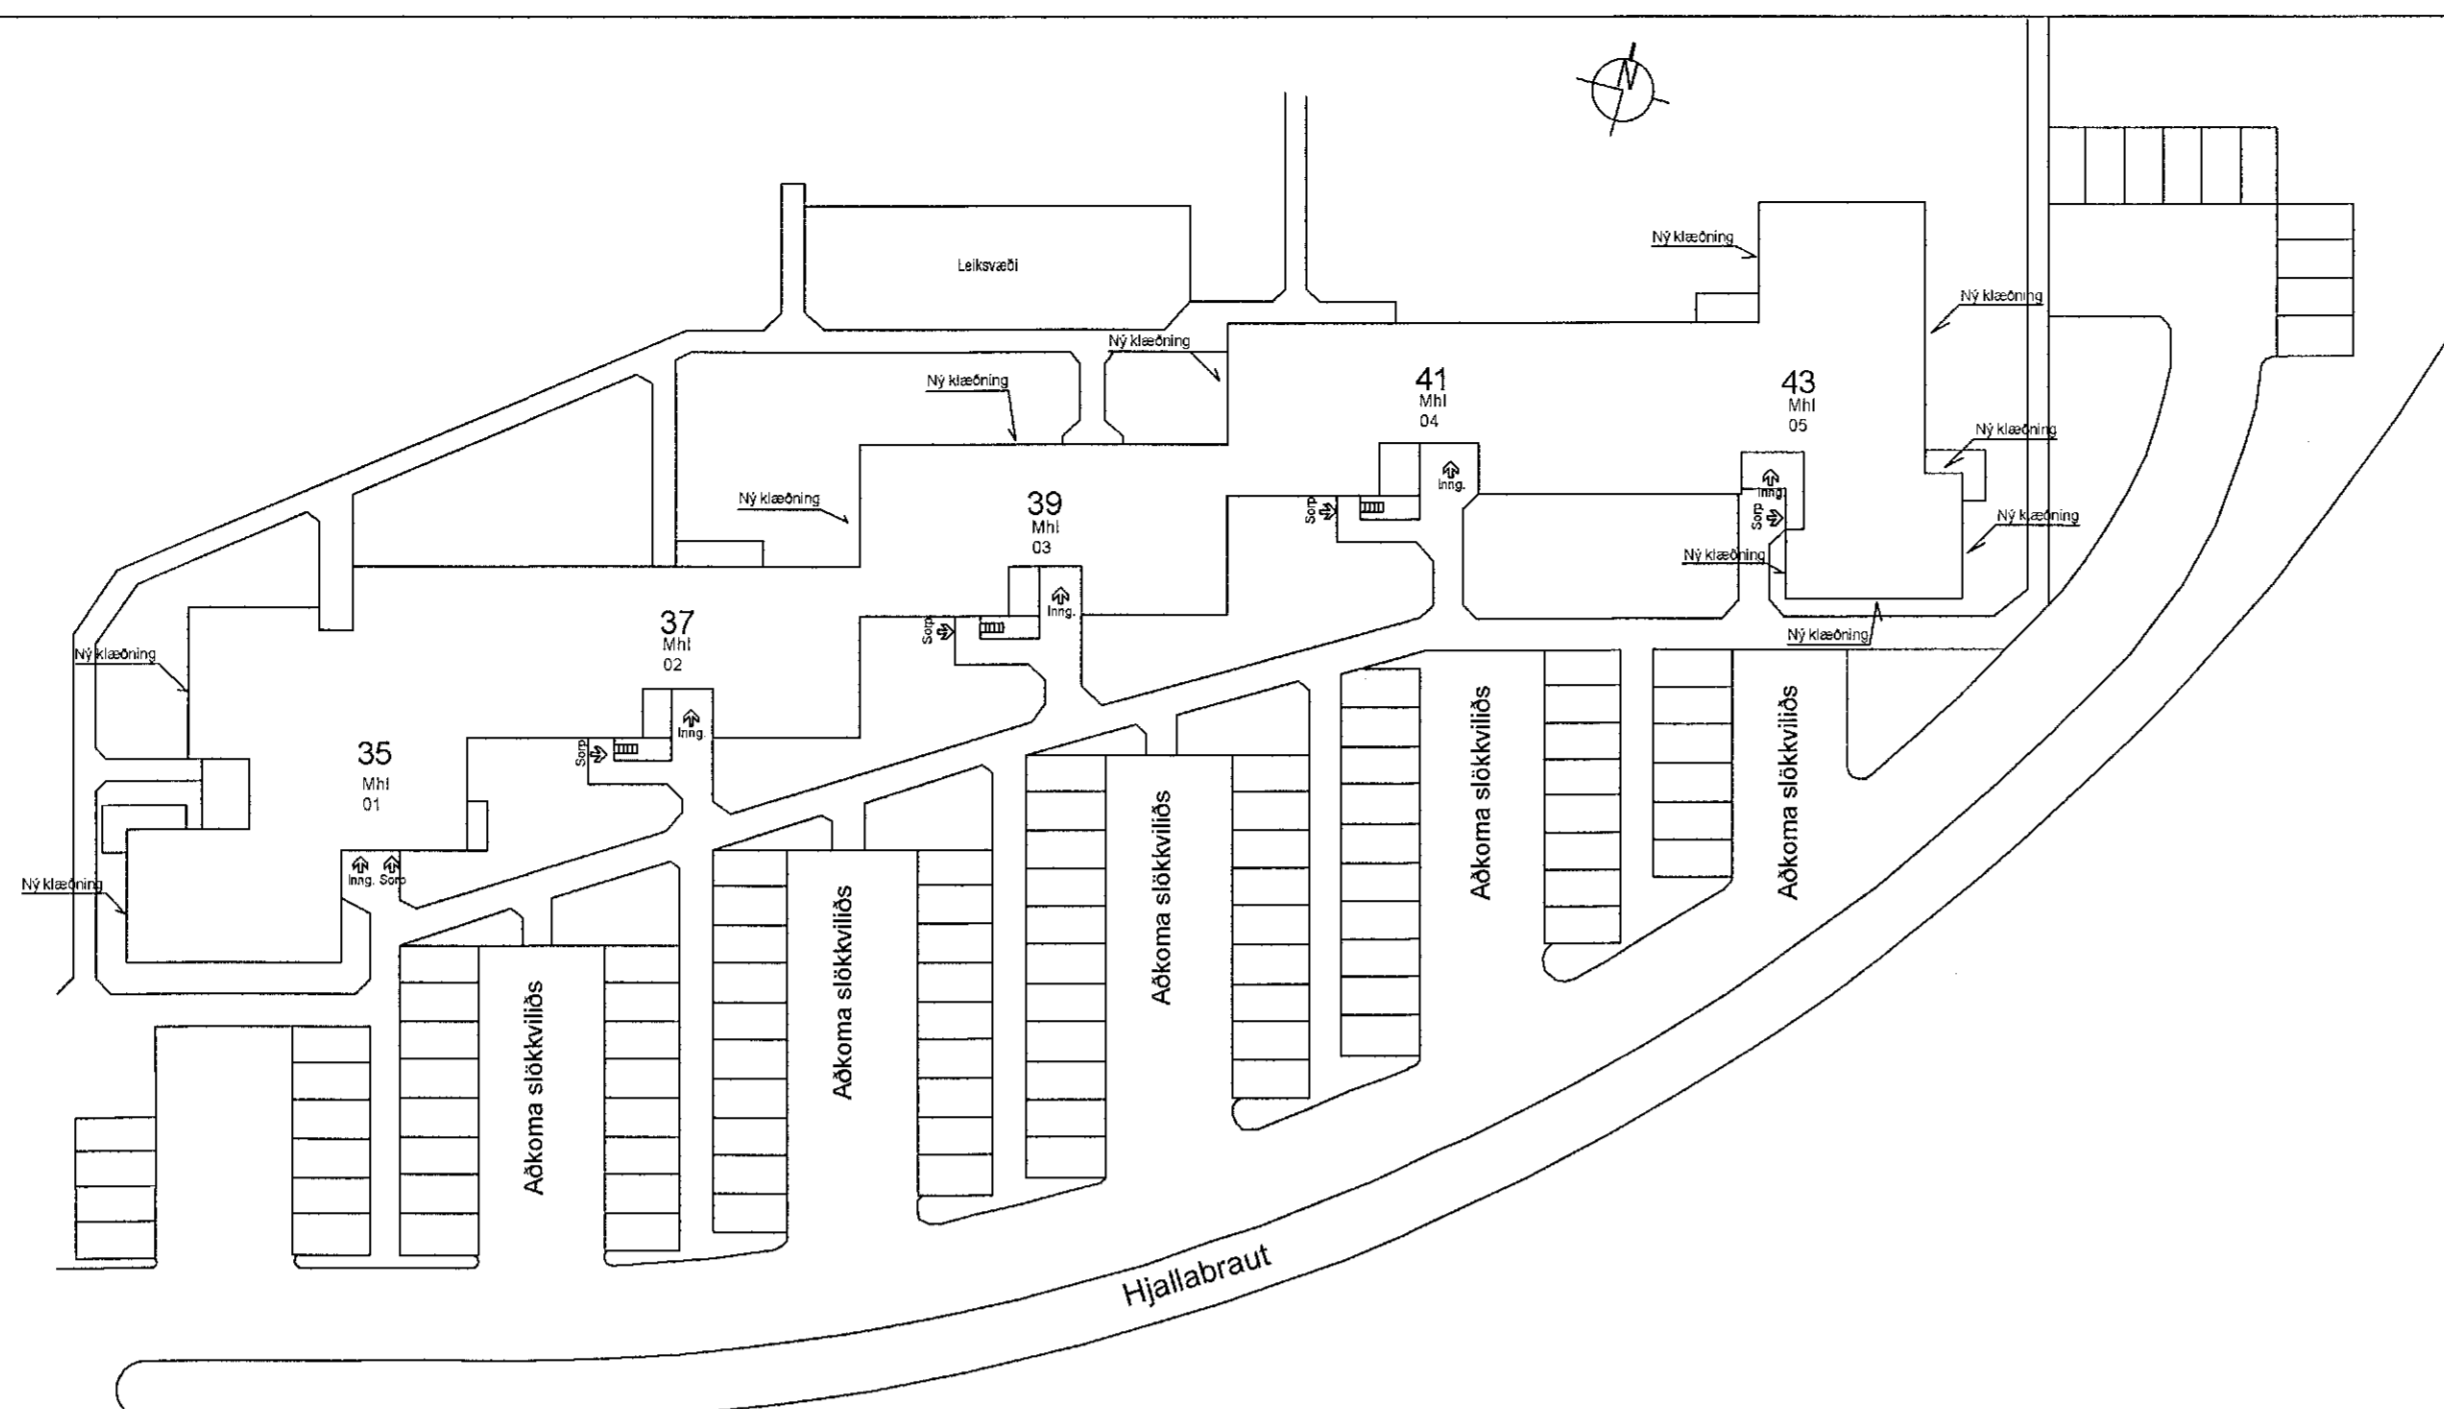 N
Ný klæðning
Leiksvæði
Ný klæðning
Ný klæðning
Ný klæðning
41
Mhl
04
43
Mhl
05
Ný klæðning
Inng.
Inng.
Ný klæðning
39
Mhl
03
Sorp
Sorp
Ný klæðning
Ný klæðning
Inng.
37
Mhl
02
Sorp
Ný klæðning
Ný klæðning
Inng.
Sorp
35
Mhl
01
Inng. Sorp
Ný klæðning
Aðkoma slökkviliðs
Aðkoma slökkviliðs
Aðkoma slökkviliðs
Aðkoma slökkviliðs
Aðkoma slökkviliðs
Hjallabraut